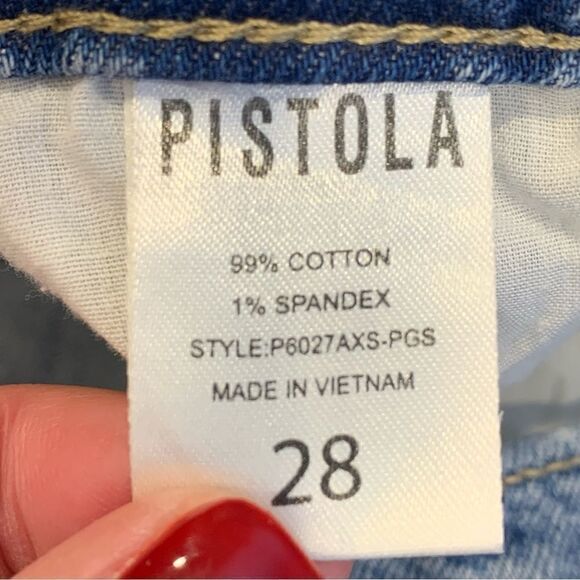 PISTOLA
99% COTTON
1% SPANDEX
STYLE:P6027AXS-PGS
MADE IN VIETNAM
28